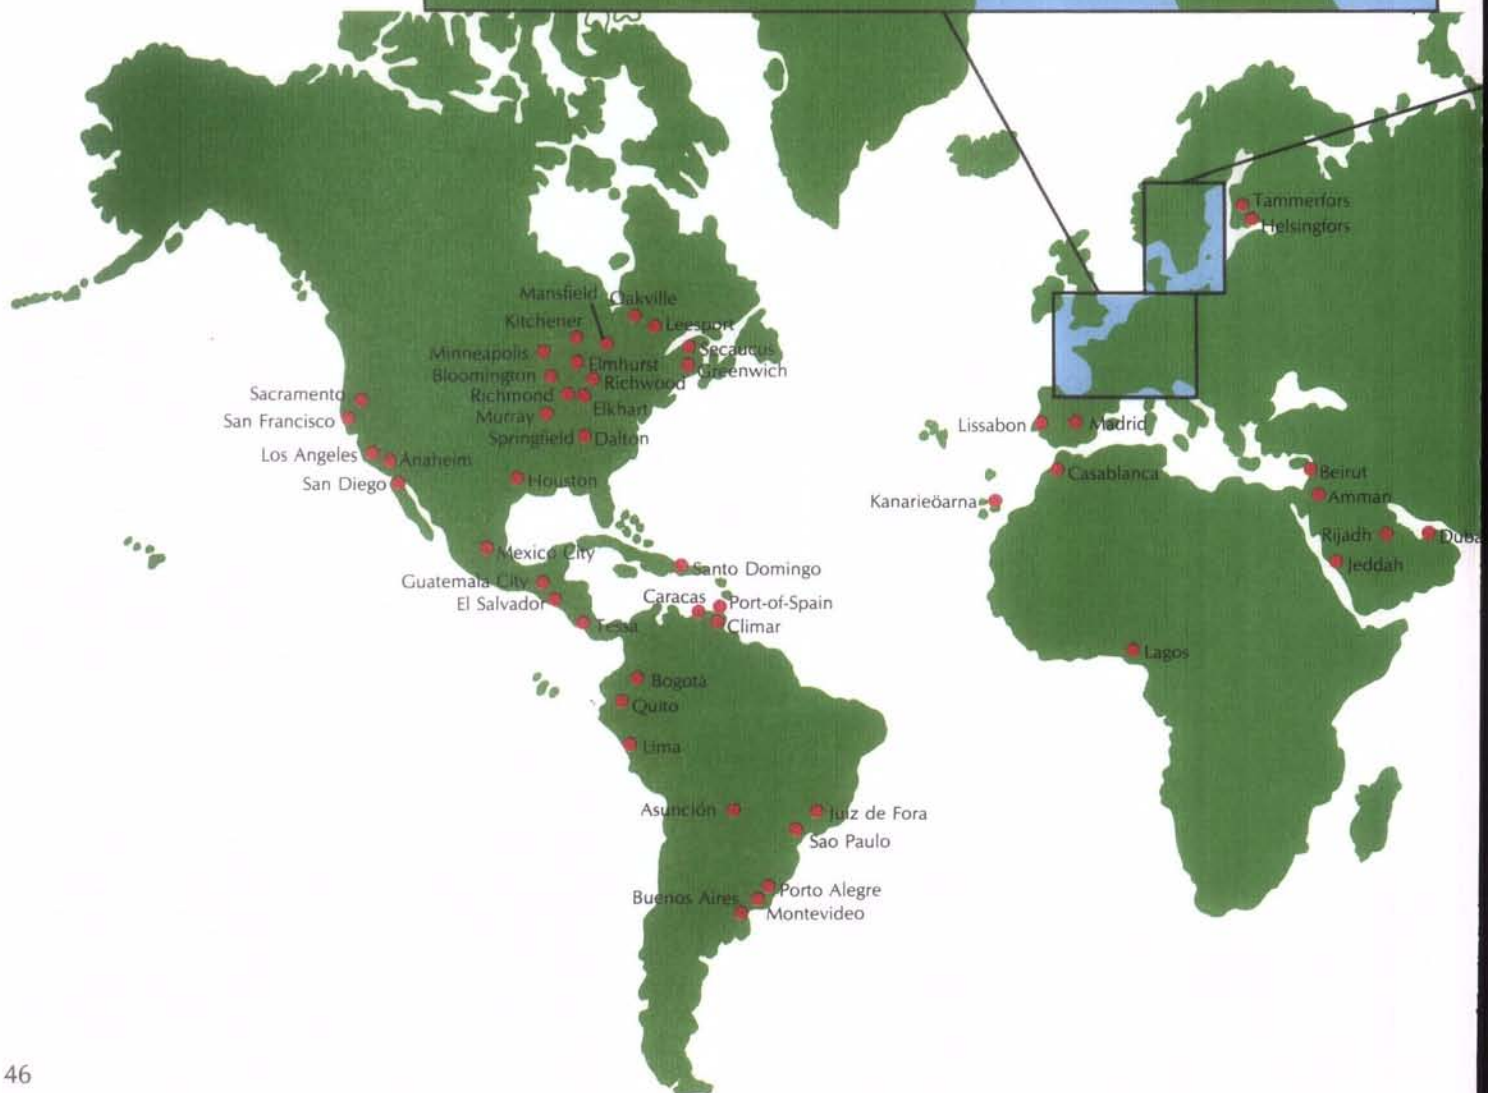 Tammerfors
Helsingfors
Mansfield
Oakville
Kitchener
Leesport
Minneapolis
Secaucus
Elmhurst
Greenwich
Bloomington
Richwood
Sacramento
Richmond
Elkhart
San Francisco
Murray
Springfield
Dalton
Lissabon
Madrid
Los Angeles
Anaheim
San Diego
Houston
Casablanca
Beirut
Kanarieöarna
Amman
Rijadh
Duba
Jeddah
Mexico City
Santo Domingo
Guatemala City
El Salvador
Caracas
Port-of-Spain
Tessa
Climar
Lagos
Bogotà
Quito
Lima
Asunción
Juiz de Fora
Sao Paulo
Porto Alegre
Buenos Aires
Montevideo
46